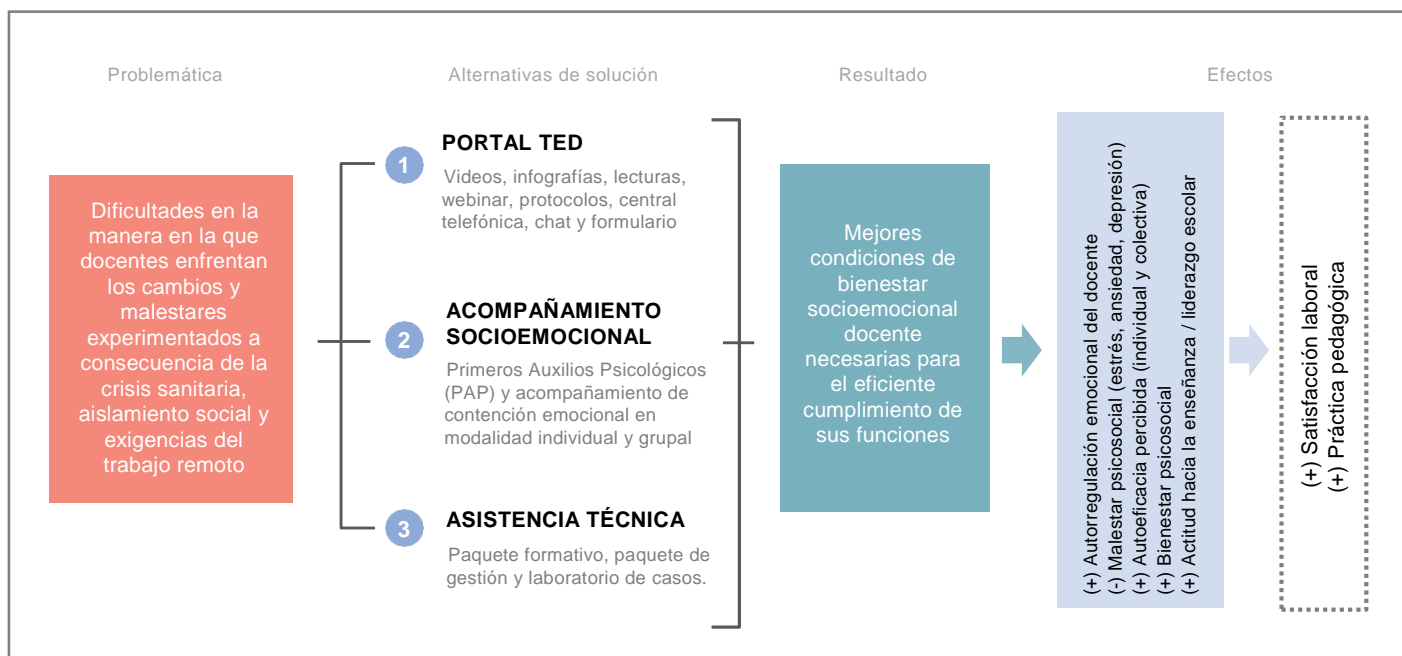 Problemática
Alternativas de solución
Resultado
Efectos
Dificultades en la
manera en la que
docentes enfrentan
los cambios y
malestares
experimentados a
consecuencia de la
crisis sanitaria,
aislamiento social y
exigencias del
trabajo remoto
1
PORTAL TED
Videos, infografías, lecturas,
webinar, protocolos, central
telefónica, chat y formulario
2
ACOMPAÑAMIENTO
SOCIOEMOCIONAL
Primeros Auxilios Psicológicos
(PAP) y acompañamiento de
contención emocional en
modalidad individual y grupal
3
ASISTENCIA TÉCNICA
Paquete formativo, paquete de
gestión y laboratorio de casos.
Mejores
condiciones de
bienestar
socioemocional
docente
necesarias para
el eficiente
cumplimiento de
sus funciones
(+) Autorregulación emocional del docente
(-) Malestar psicosocial (estrés, ansiedad, depresión)
(+) Autoeficacia percibida (individual y colectiva)
(+) Bienestar psicosocial
(+) Actitud hacia la enseñanza / liderazgo escolar
(+) Satisfacción laboral
(+) Práctica pedagógica